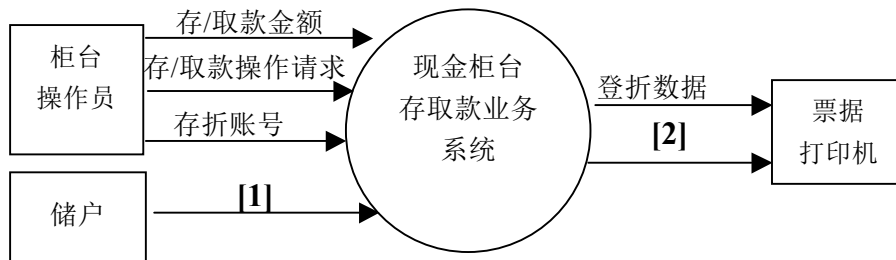 存/取款金额
柜台
操作员
存/取款操作请求
存折账号
储户
[1]
现金柜台
存取款业务
系统
登折数据
[2]
票据
打印机